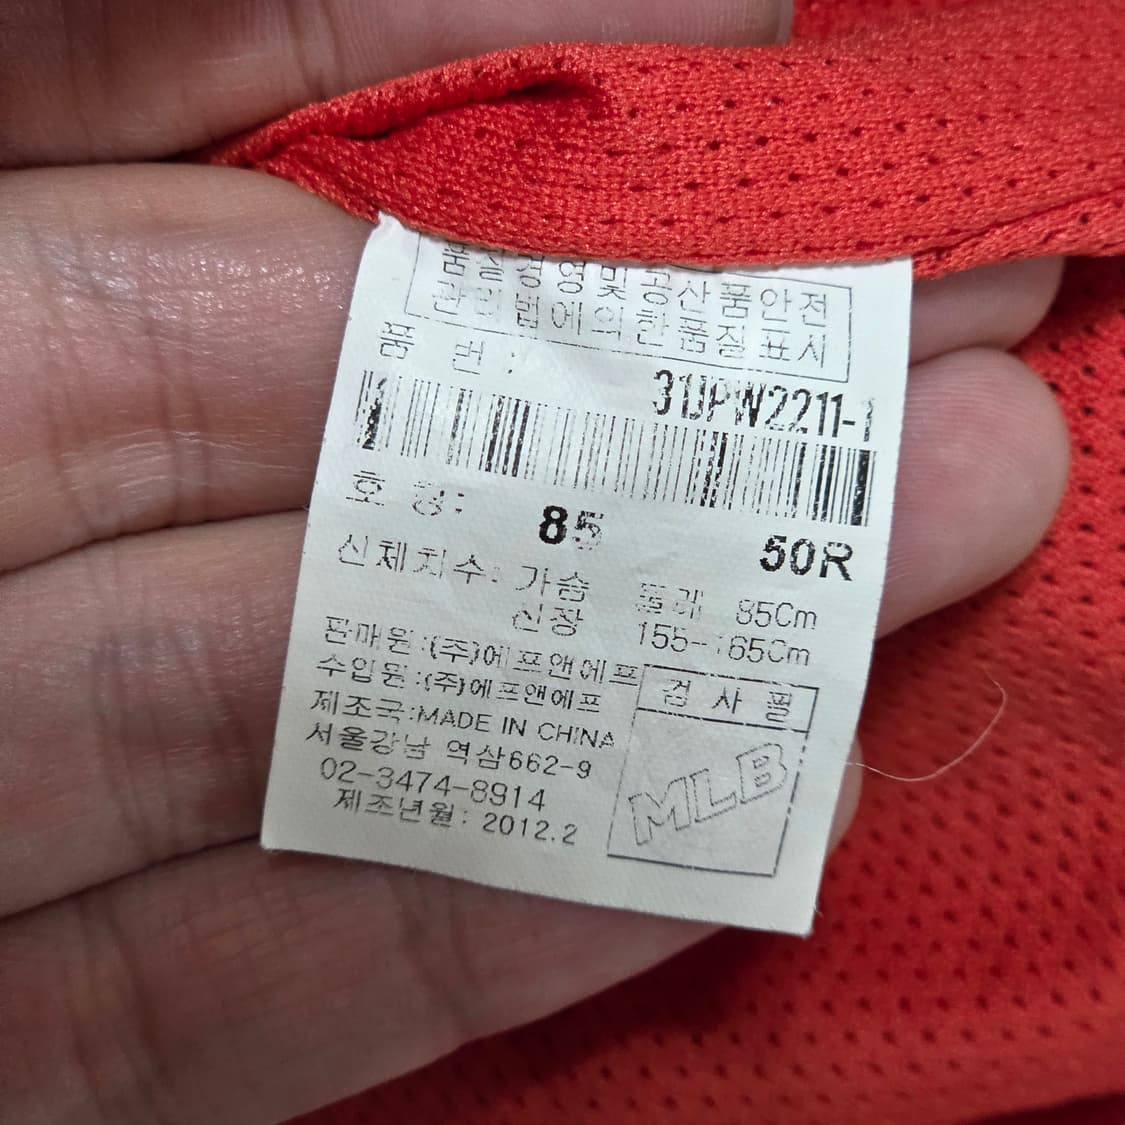 품질경영및공산품안전
관리법에의한품질표시
품 번: 31UPW2211-1
호 칭: 85 50R
신체치수: 가슴 둘레 85Cm
신장 155-165Cm
판매원:(주)에프앤에프
수입원:(주)에프앤에프
제조국:MADE IN CHINA
서울강남 역삼662-9
02-3474-8914
제조년월: 2012.2
검 사 필
MLB